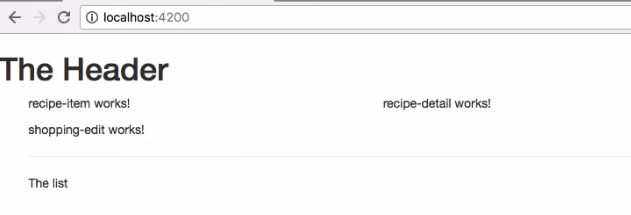 localhost:4200
The Header
recipe-item works! recipe-detail works!
shopping-edit works!
The list